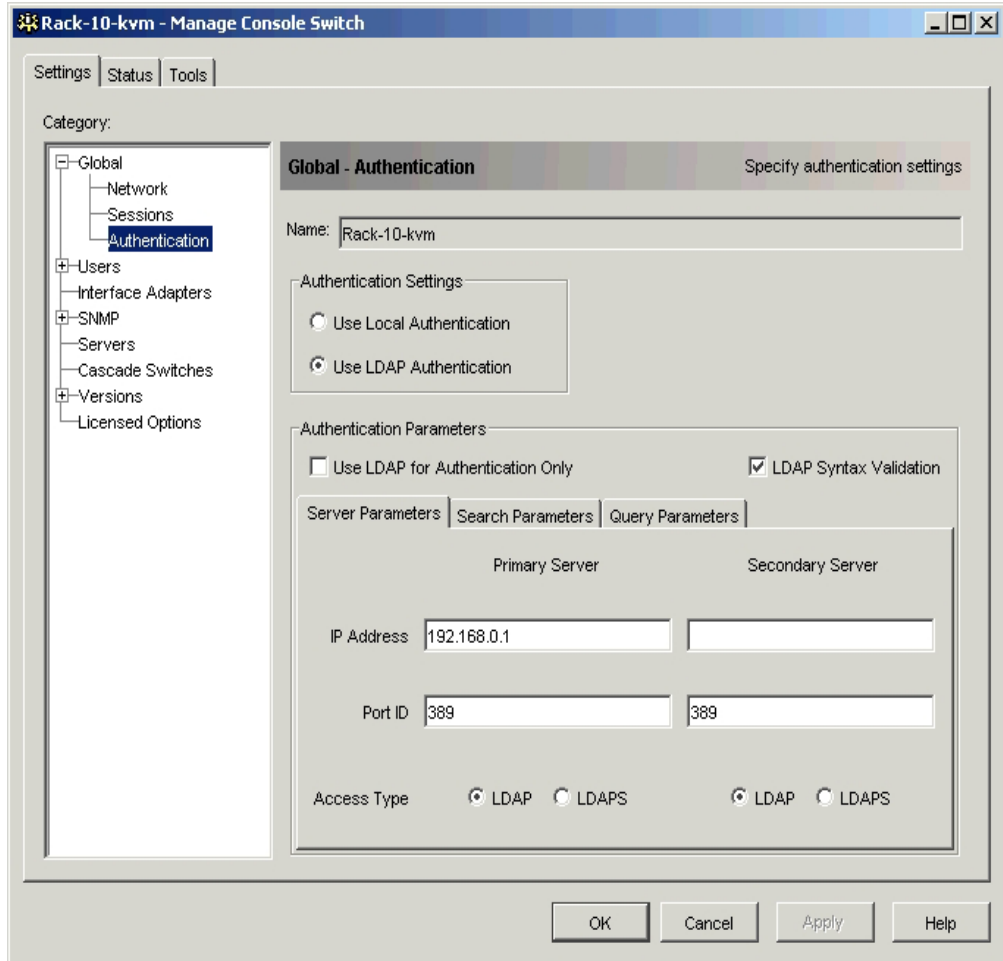 Rack-10-kvm - Manage Console Switch
Settings Status Tools
Category:
Global
Network
Sessions
Authentication
Users
Interface Adapters
SNMP
Servers
Cascade Switches
Versions
Licensed Options
Global - Authentication Specify authentication settings
Name: Rack-10-kvm
Authentication Settings
Use Local Authentication
Use LDAP Authentication
Authentication Parameters
Use LDAP for Authentication Only LDAP Syntax Validation
Server Parameters Search Parameters Query Parameters
Primary Server Secondary Server
IP Address 192.168.0.1
Port ID 389 389
Access Type LDAP LDAPS LDAP LDAPS
OK Cancel Apply Help